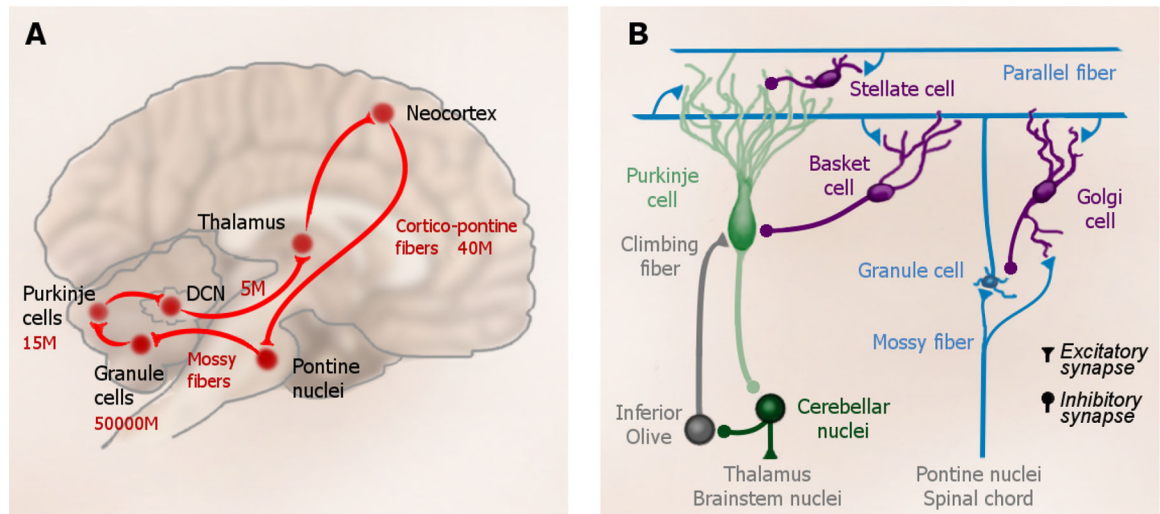 A
Neocortex
Thalamus
Cortico-pontine
fibers 40M
Purkinje
cells
15M
DCN
5M
Mossy
fibers
Granule
cells
50000M
Pontine
nuclei
B
Parallel fiber
Stellate cell
Basket
cell
Purkinje
cell
Golgi
cell
Climbing
fiber
Granule cell
Mossy fiber
Excitatory
synapse
Inhibitory
synapse
Inferior
Olive
Cerebellar
nuclei
Thalamus
Brainstem nuclei
Pontine nuclei
Spinal chord